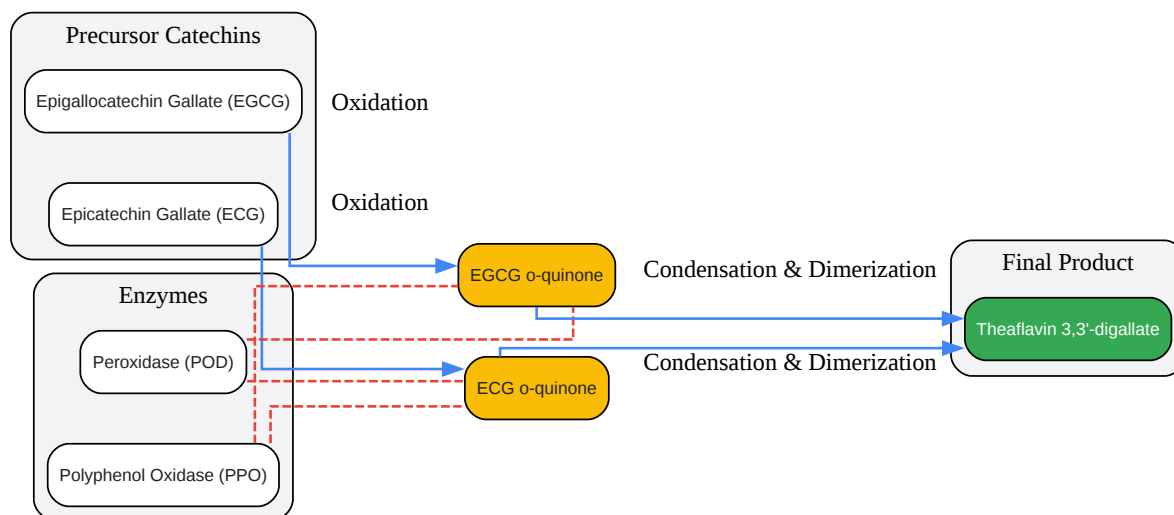 Precursor Catechins
Epigallocatechin Gallate (EGCG)
Oxidation
Epicatechin Gallate (ECG)
Oxidation
Enzymes
Peroxidase (POD)
Polyphenol Oxidase (PPO)
EGCG o-quinone
ECG o-quinone
Condensation & Dimerization
Condensation & Dimerization
Final Product
Theaflavin 3,3'-digallate